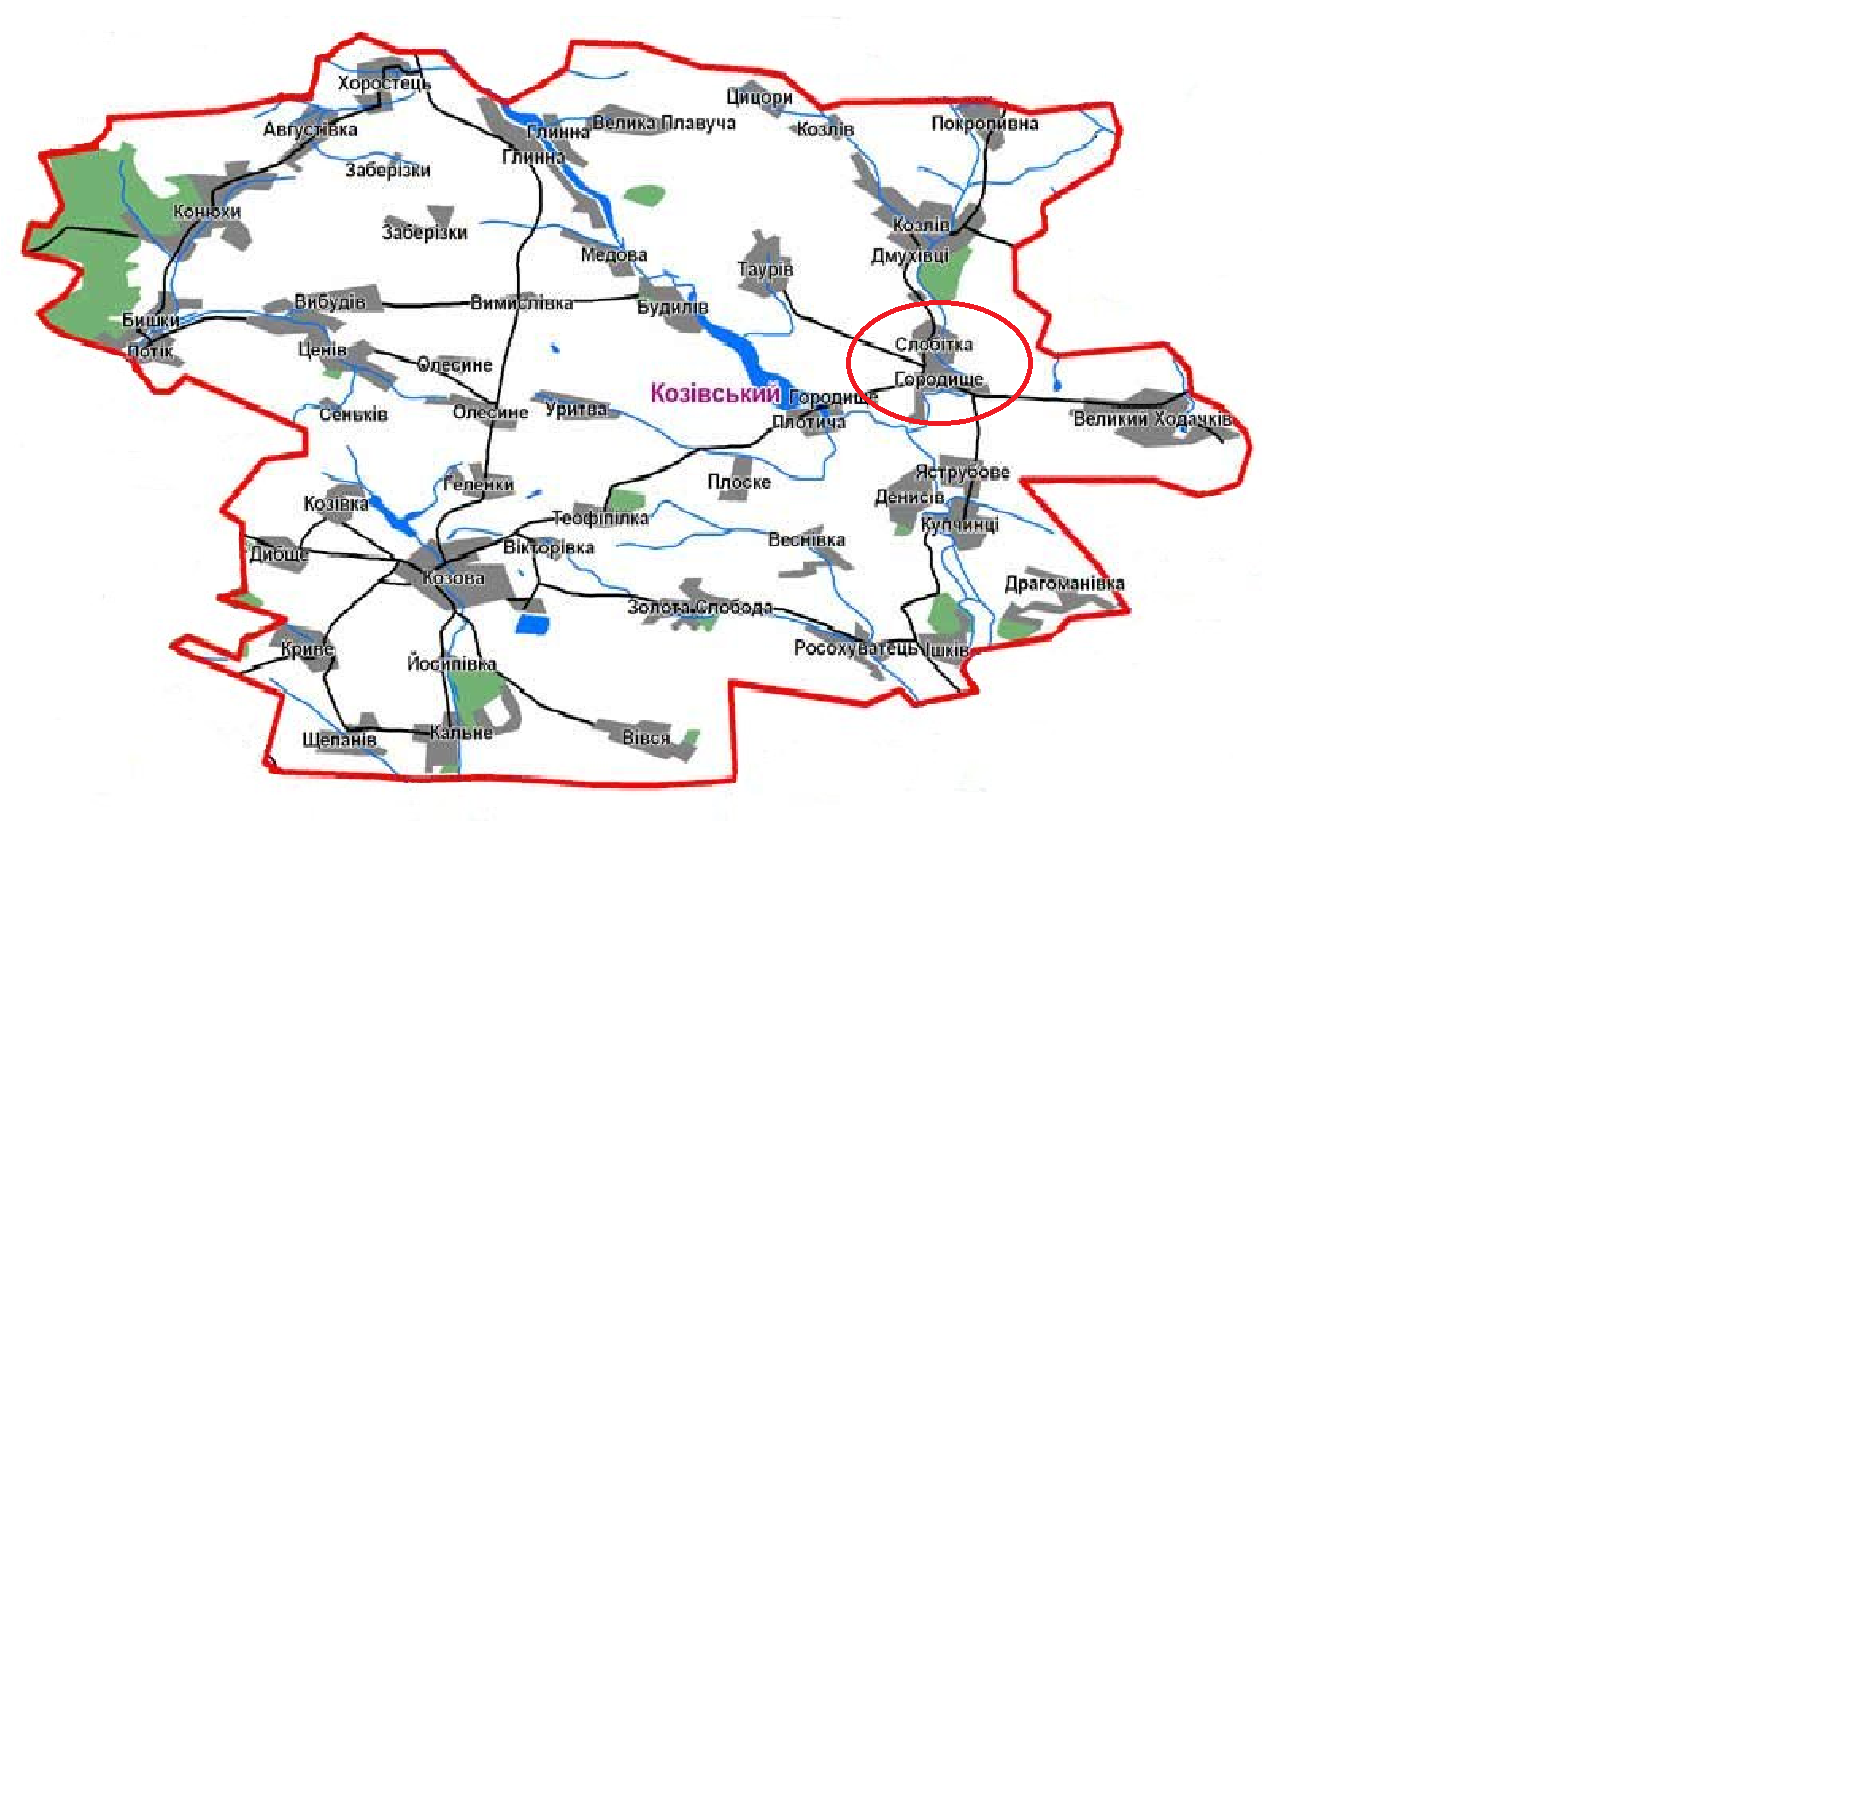 Хоростець
Августівка
Глинна
Велика Плавуча
Цицори
Козлів
Покропивна
Глинна
Заберізки
Конюхи
Заберізки
Медова
Таурів
Козлів
Дмухівці
Вибудів
Вимислівка
Будилів
Бишки
Потік
Ценів
Олесине
Слобітка
Городище
Козівський
Городище
Сеньків
Олесине
Уритва
Плотича
Великий Ходачків
Геленки
Плоске
Яструбове
Козівка
Денисів
Теофіпілка
Купчинці
Дибще
Вікторівка
Веснівка
Козова
Драгоманівка
Золота Слобода
Криве
Йосипівка
Росохуватець
Ішків
Щепанів
Кальне
Вівся